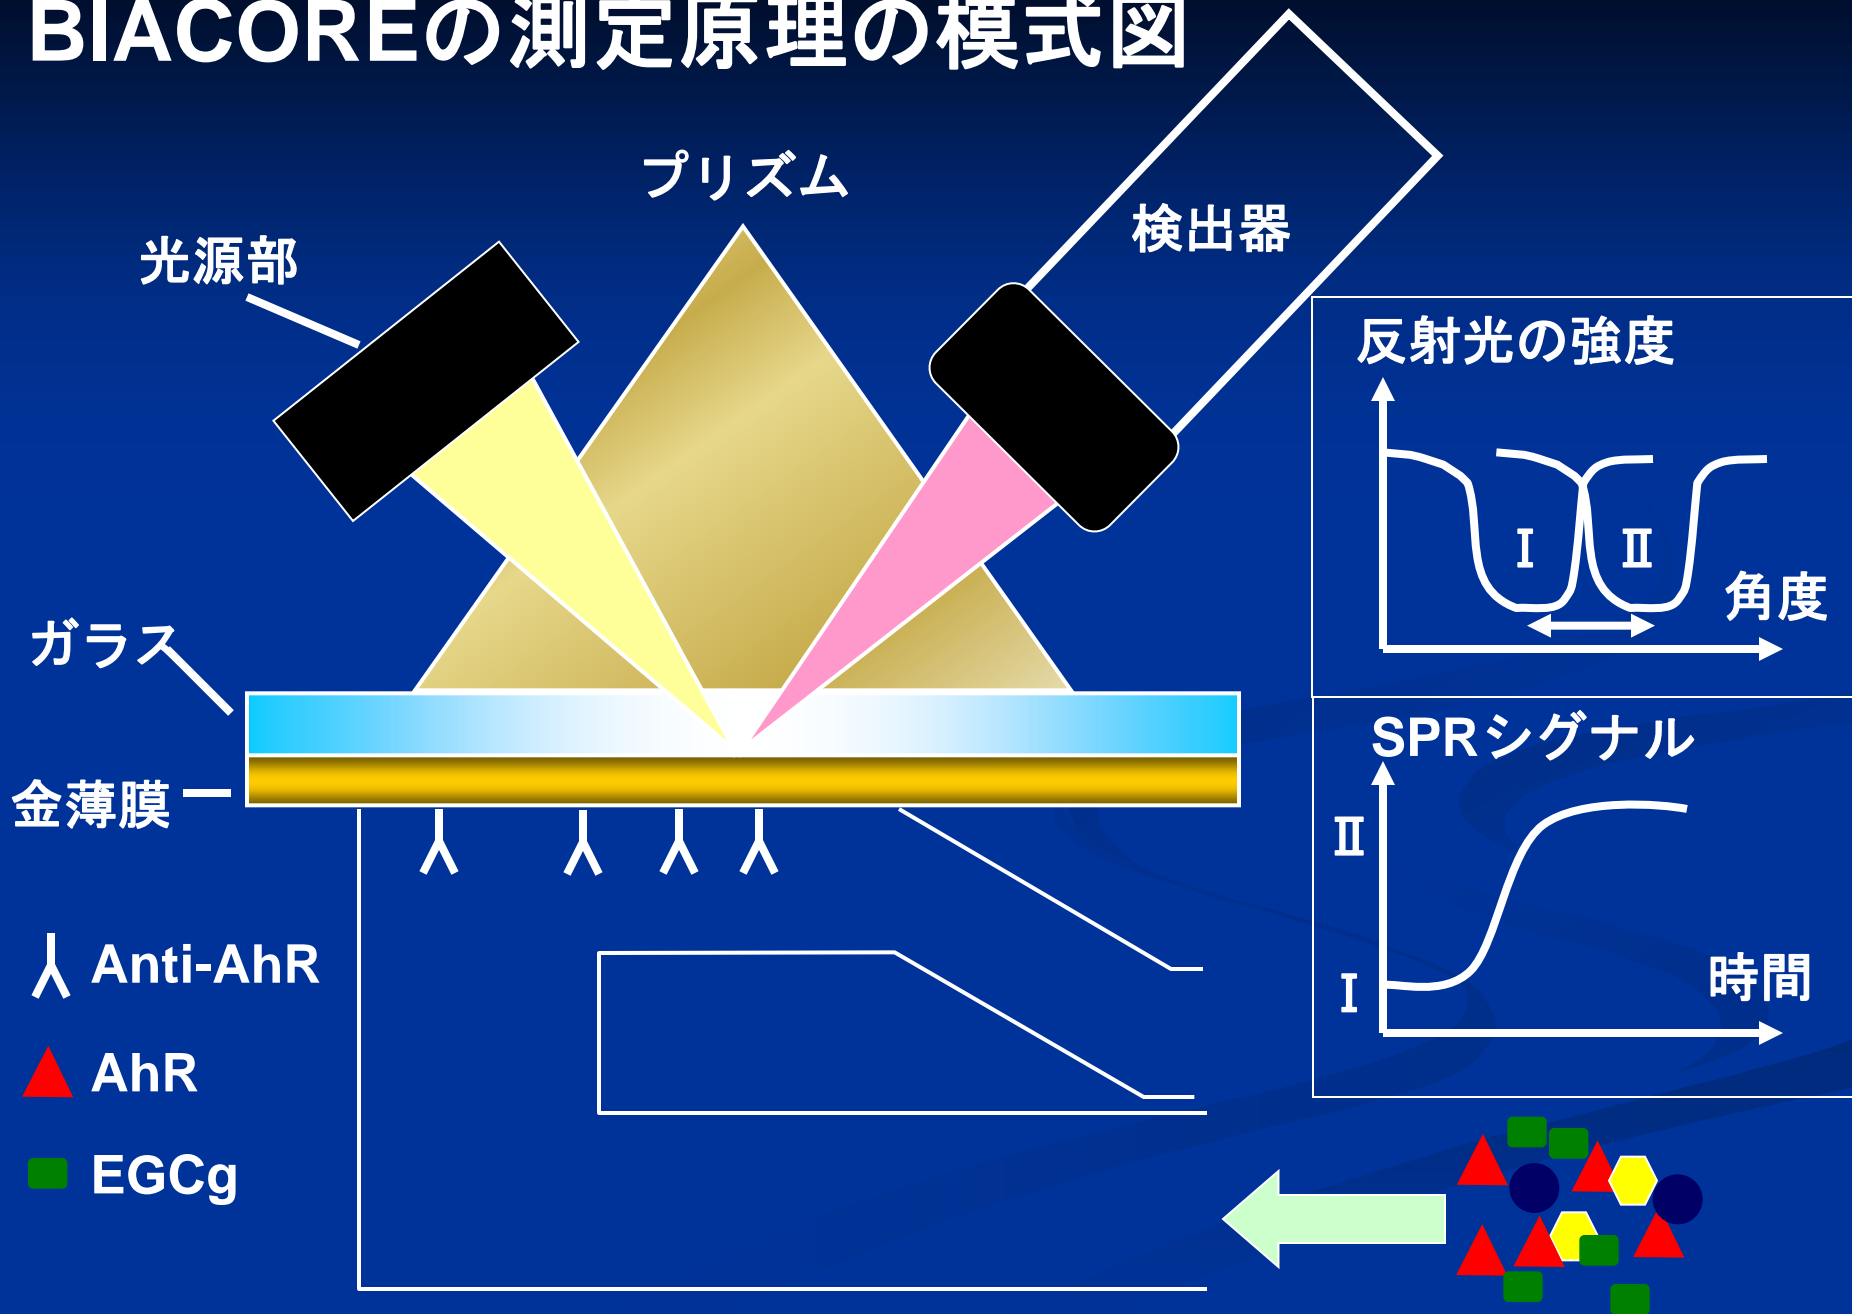 BIACOREの測定原理の模式図
プリズム
検出器
光源部
反射光の強度
Ⅰ
Ⅱ
角度
ガラス
SPRシグナル
金薄膜
Ⅱ
Ⅰ
時間
Anti-AhR
AhR
EGCg